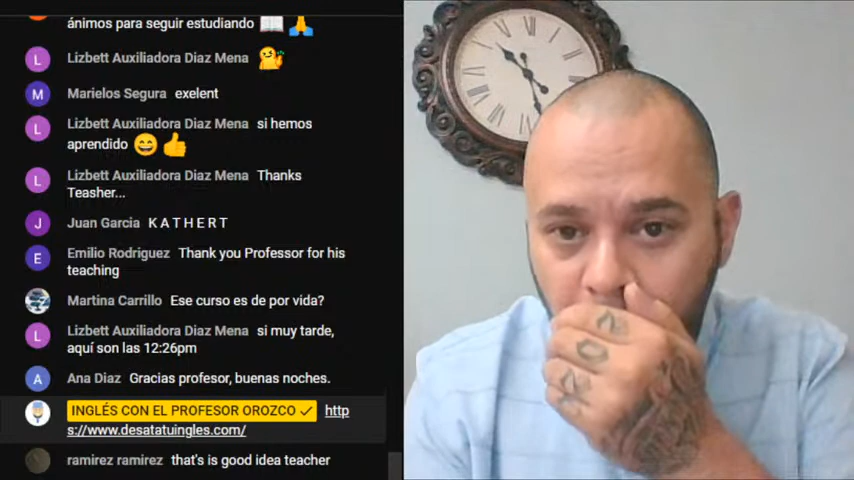 ánimos para seguir estudiando
L Lizbett Auxiliadora Diaz Mena
M Marielos Segura exelent
L Lizbett Auxiliadora Diaz Mena si hemos
aprendido
L Lizbett Auxiliadora Diaz Mena Thanks
Teasher...
J Juan Garcia K A T H E R T
E Emilio Rodriguez Thank you Professor for his
teaching
Martina Carrillo Ese curso es de por vida?
L Lizbett Auxiliadora Diaz Mena si muy tarde,
aquí son las 12:26pm
A Ana Diaz Gracias profesor, buenas noches.
INGLÉS CON EL PROFESOR OROZCO http
s://www.desatatuingles.com/
ramirez ramirez that's is good idea teacher